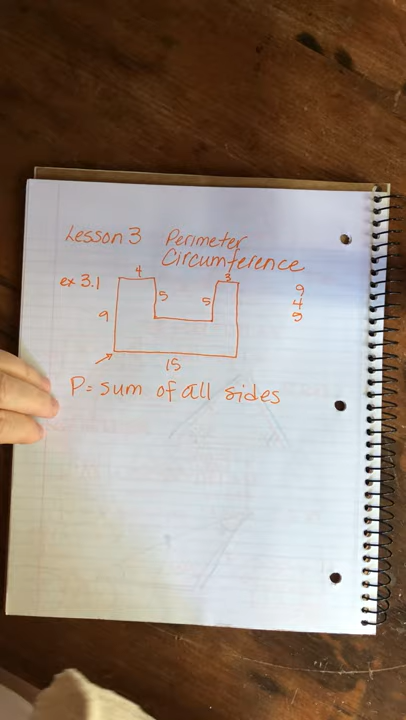 Lesson 3 Perimeter
Circumference
ex 3.1
4
3
5
5
9
15
9
4
5
P= sum of all sides